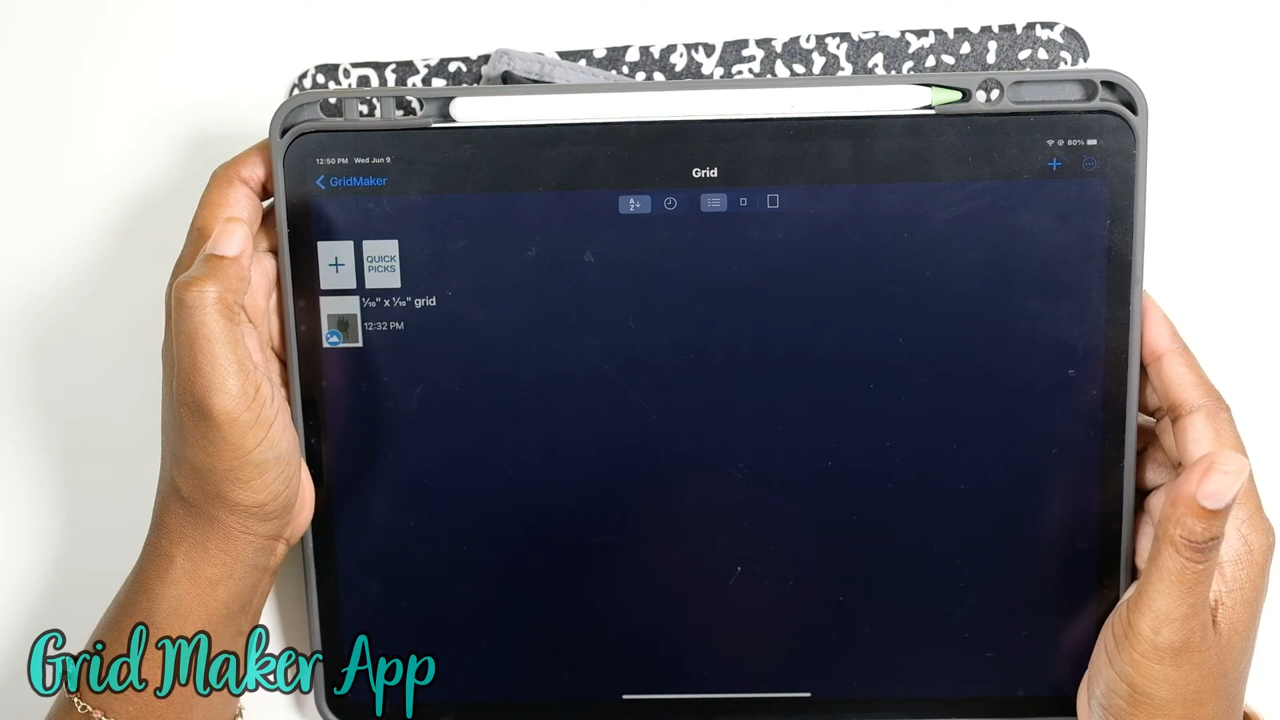 12:50 PM Wed Jun 9
80%
GridMaker
Grid
A
Z
QUICK
PICKS
⅒" x ⅒" grid
12:32 PM
Grid Maker App